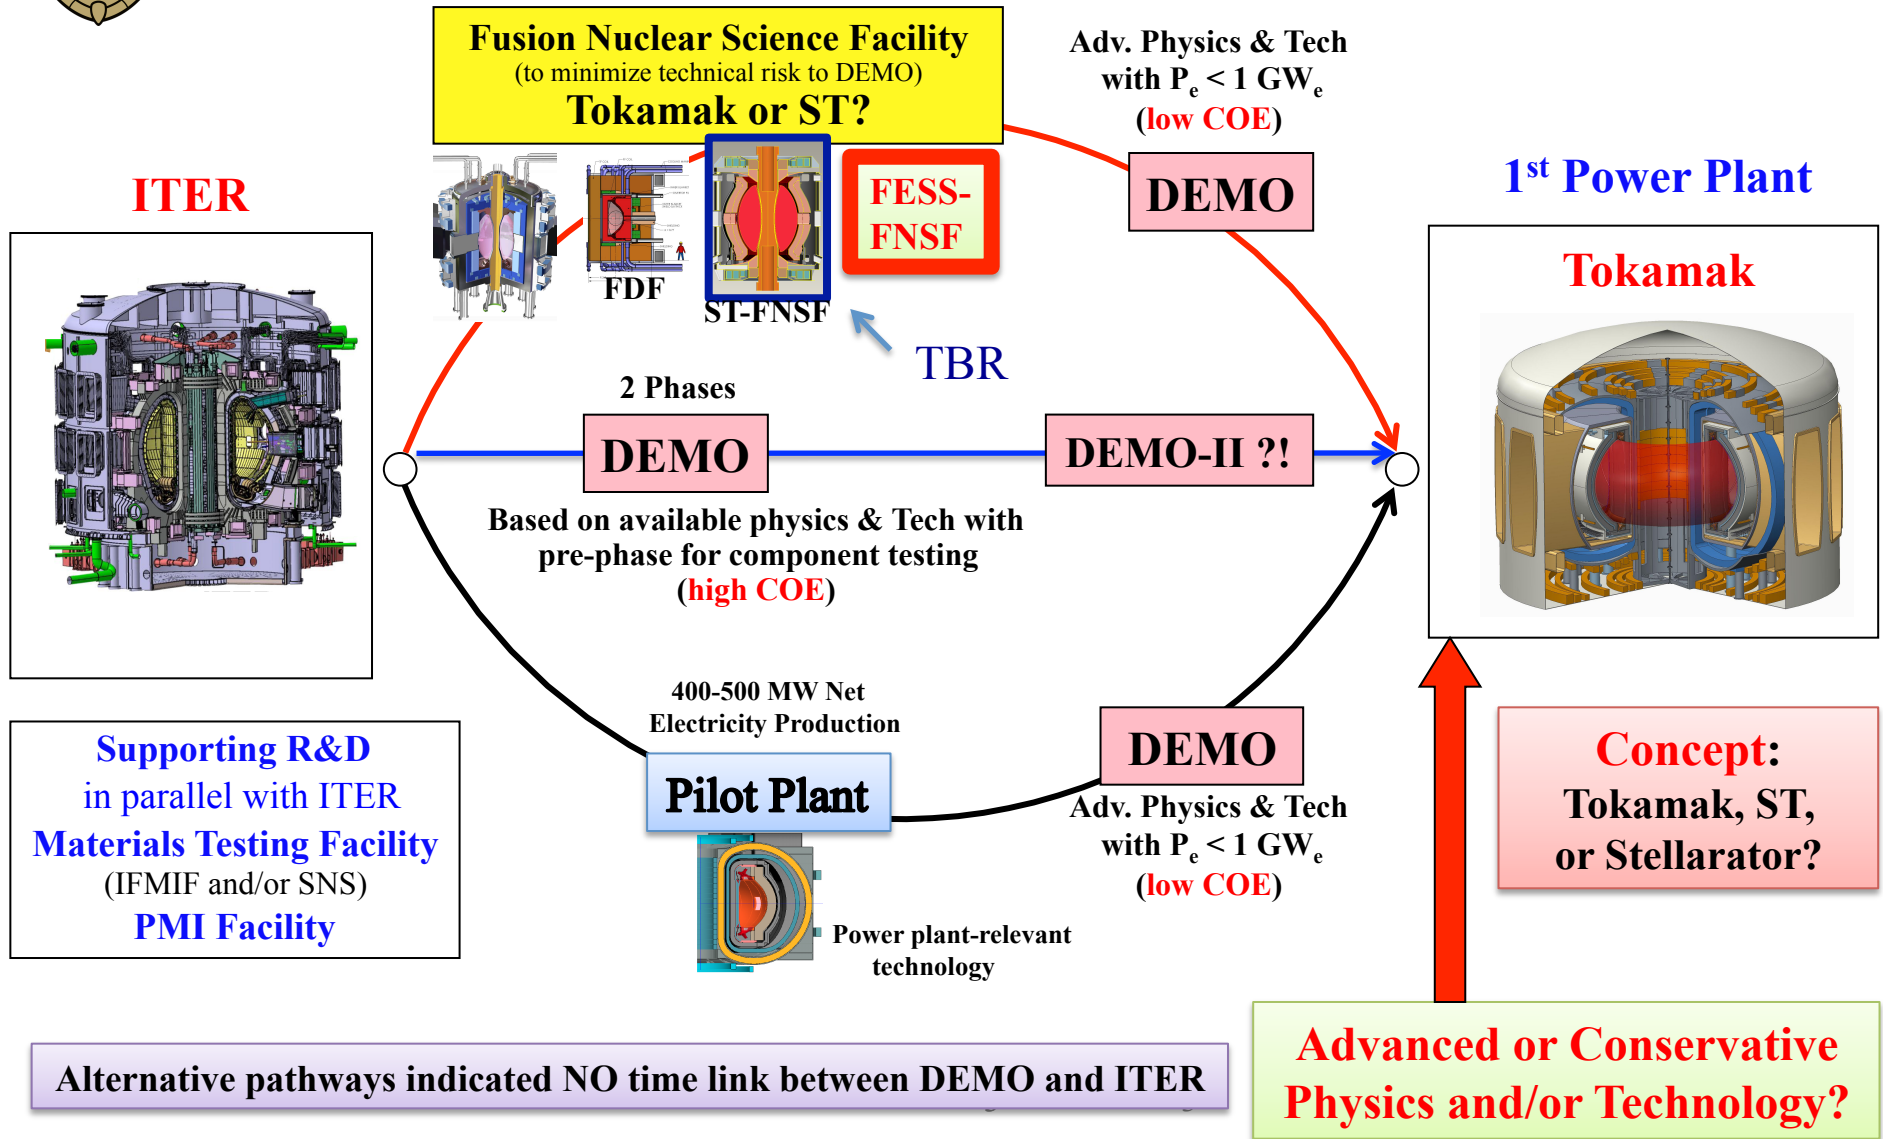 Fusion Nuclear Science Facility
(to minimize technical risk to DEMO)
Tokamak or ST?
Adv. Physics & Tech
with Pe < 1 GWe
(low COE)
DEMO
1st Power Plant
ITER
FDF
ST-FNSF
FESS-
FNSF
TBR
Tokamak
2 Phases
DEMO
DEMO-II ?!
Based on available physics & Tech with
pre-phase for component testing
(high COE)
400-500 MW Net
Electricity Production
Pilot Plant
DEMO
Adv. Physics & Tech
with Pe < 1 GWe
(low COE)
Power plant-relevant
technology
Supporting R&D
in parallel with ITER
Materials Testing Facility
(IFMIF and/or SNS)
PMI Facility
Concept:
Tokamak, ST,
or Stellarator?
Alternative pathways indicated NO time link between DEMO and ITER
Advanced or Conservative
Physics and/or Technology?